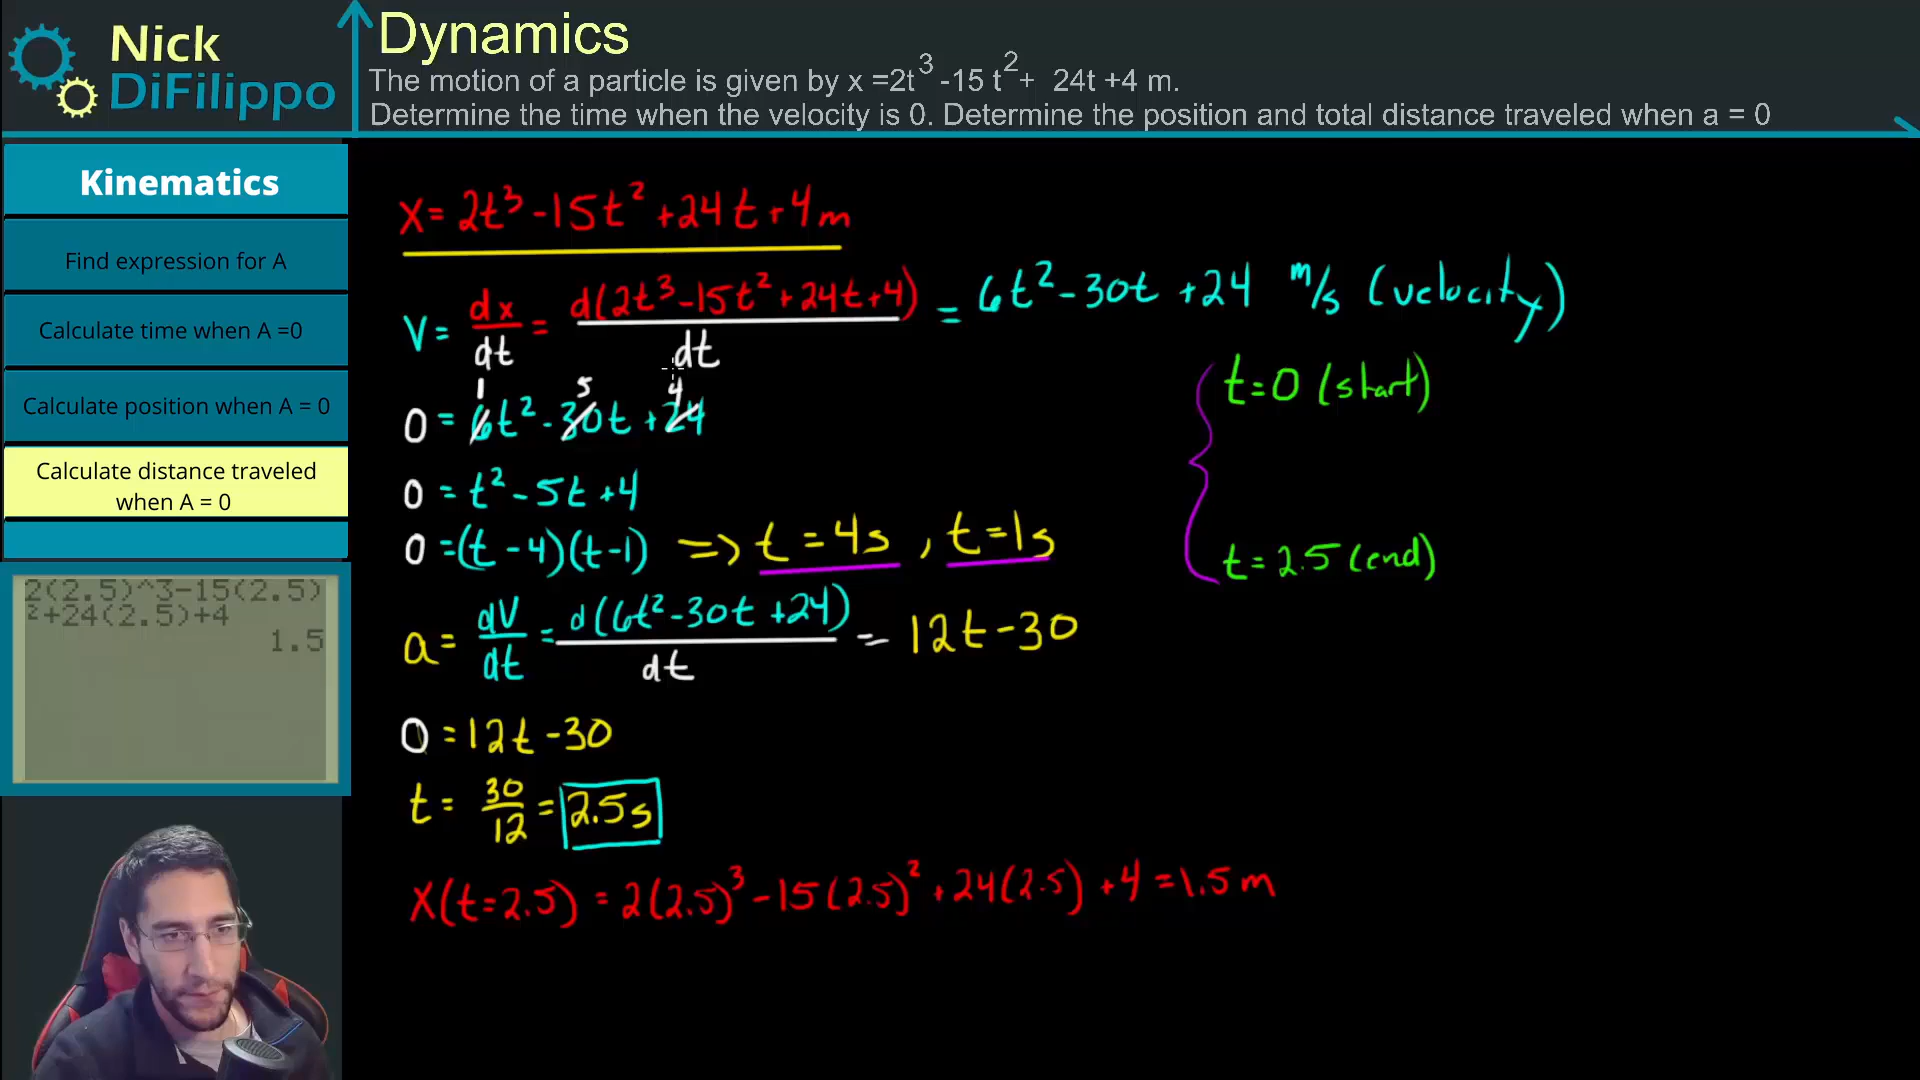 Nick
DiFilippo
Dynamics
The motion of a particle is given by x =2t³ -15 t²+ 24t +4 m.
Determine the time when the velocity is 0. Determine the position and total distance traveled when a = 0
Kinematics
Find expression for A
Calculate time when A =0
Calculate position when A = 0
Calculate distance traveled
when A = 0
2(2.5)^3-15(2.5)
²+24(2.5)+4
1.5
x= 2t³ -15t² +24t+4m
V= dx/dt = d(2t³-15t²+24t+4)/dt = 6t²-30t +24 m/s (velocity)
1 5 4
0 = 6t² -30t +24
0 = t² -5t +4
0 =(t -4)(t-1) => t =4s , t=1s
t=0 (start)
t= 2.5 (end)
a= dV/dt = d(6t²-30t +24)/dt = 12t-30
0 =12t -30
t = 30/12 = 2.5s
X(t=2.5) = 2(2.5)³ -15(2.5)² +24(2.5) +4 =1.5m